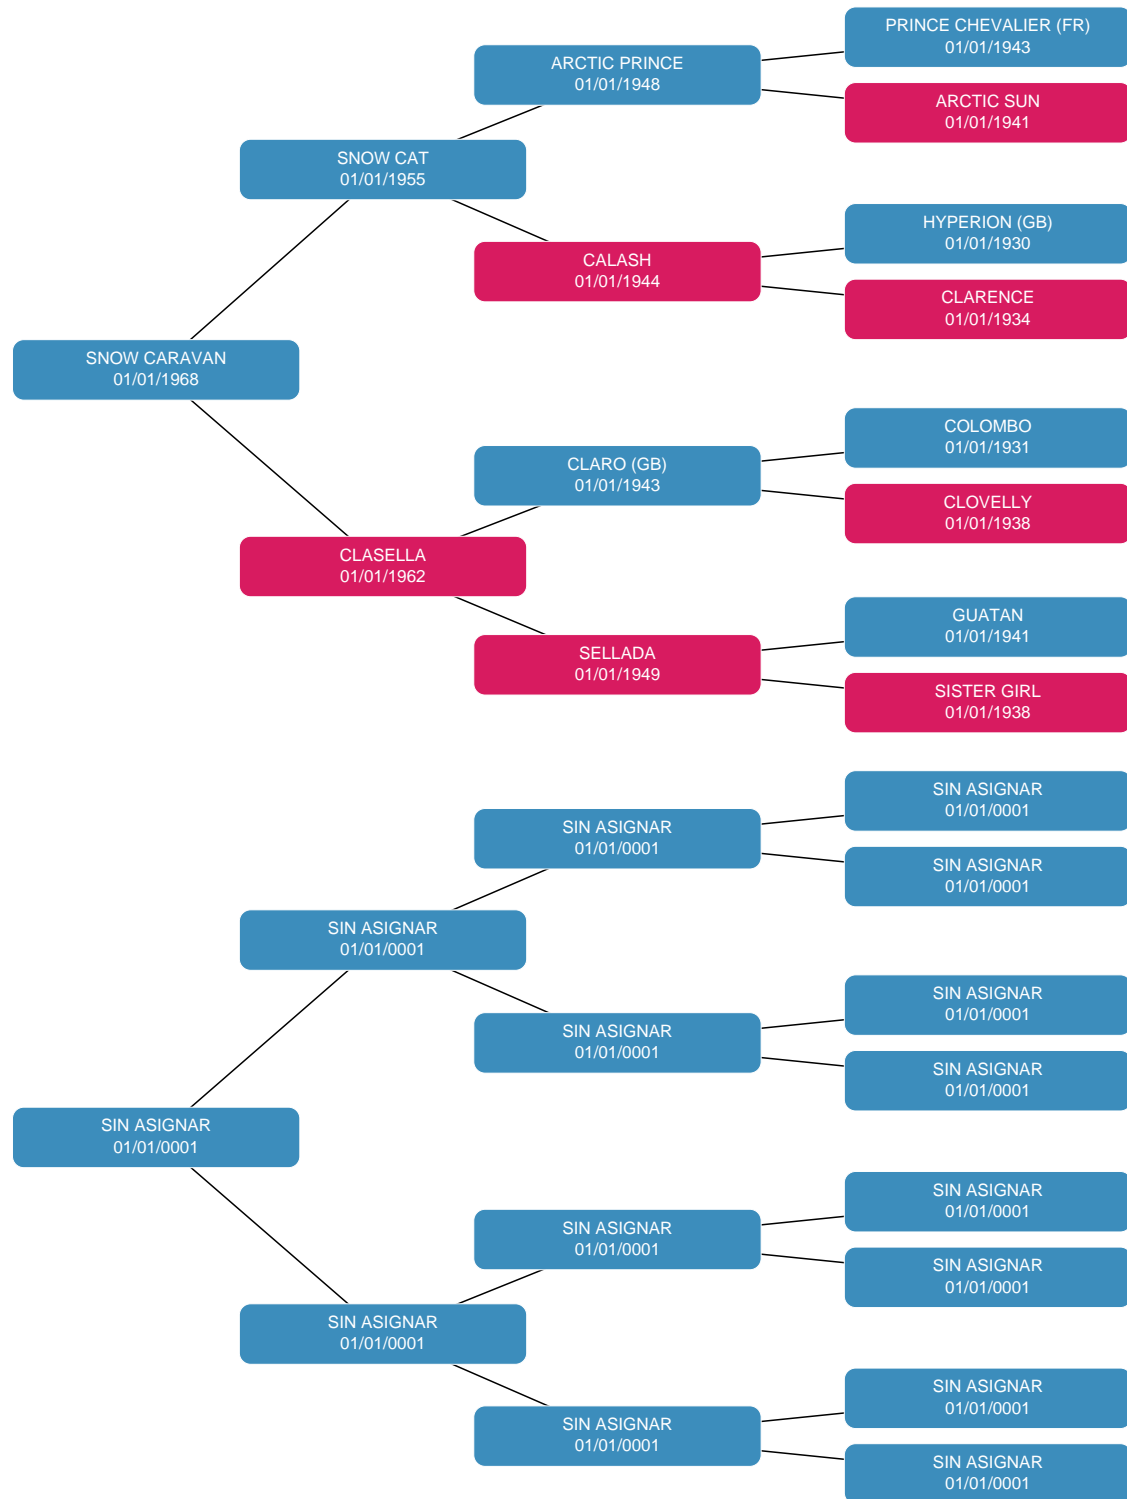 PRINCE CHEVALIER (FR)
01/01/1943
ARCTIC PRINCE
01/01/1948
ARCTIC SUN
01/01/1941
SNOW CAT
01/01/1955
HYPERION (GB)
01/01/1930
CALASH
01/01/1944
CLARENCE
01/01/1934
SNOW CARAVAN
01/01/1968
COLOMBO
01/01/1931
CLARO (GB)
01/01/1943
CLOVELLY
01/01/1938
CLASELLA
01/01/1962
GUATAN
01/01/1941
SELLADA
01/01/1949
SISTER GIRL
01/01/1938
SIN ASIGNAR
01/01/0001
SIN ASIGNAR
01/01/0001
SIN ASIGNAR
01/01/0001
SIN ASIGNAR
01/01/0001
SIN ASIGNAR
01/01/0001
SIN ASIGNAR
01/01/0001
SIN ASIGNAR
01/01/0001
SIN ASIGNAR
01/01/0001
SIN ASIGNAR
01/01/0001
SIN ASIGNAR
01/01/0001
SIN ASIGNAR
01/01/0001
SIN ASIGNAR
01/01/0001
SIN ASIGNAR
01/01/0001
SIN ASIGNAR
01/01/0001
SIN ASIGNAR
01/01/0001